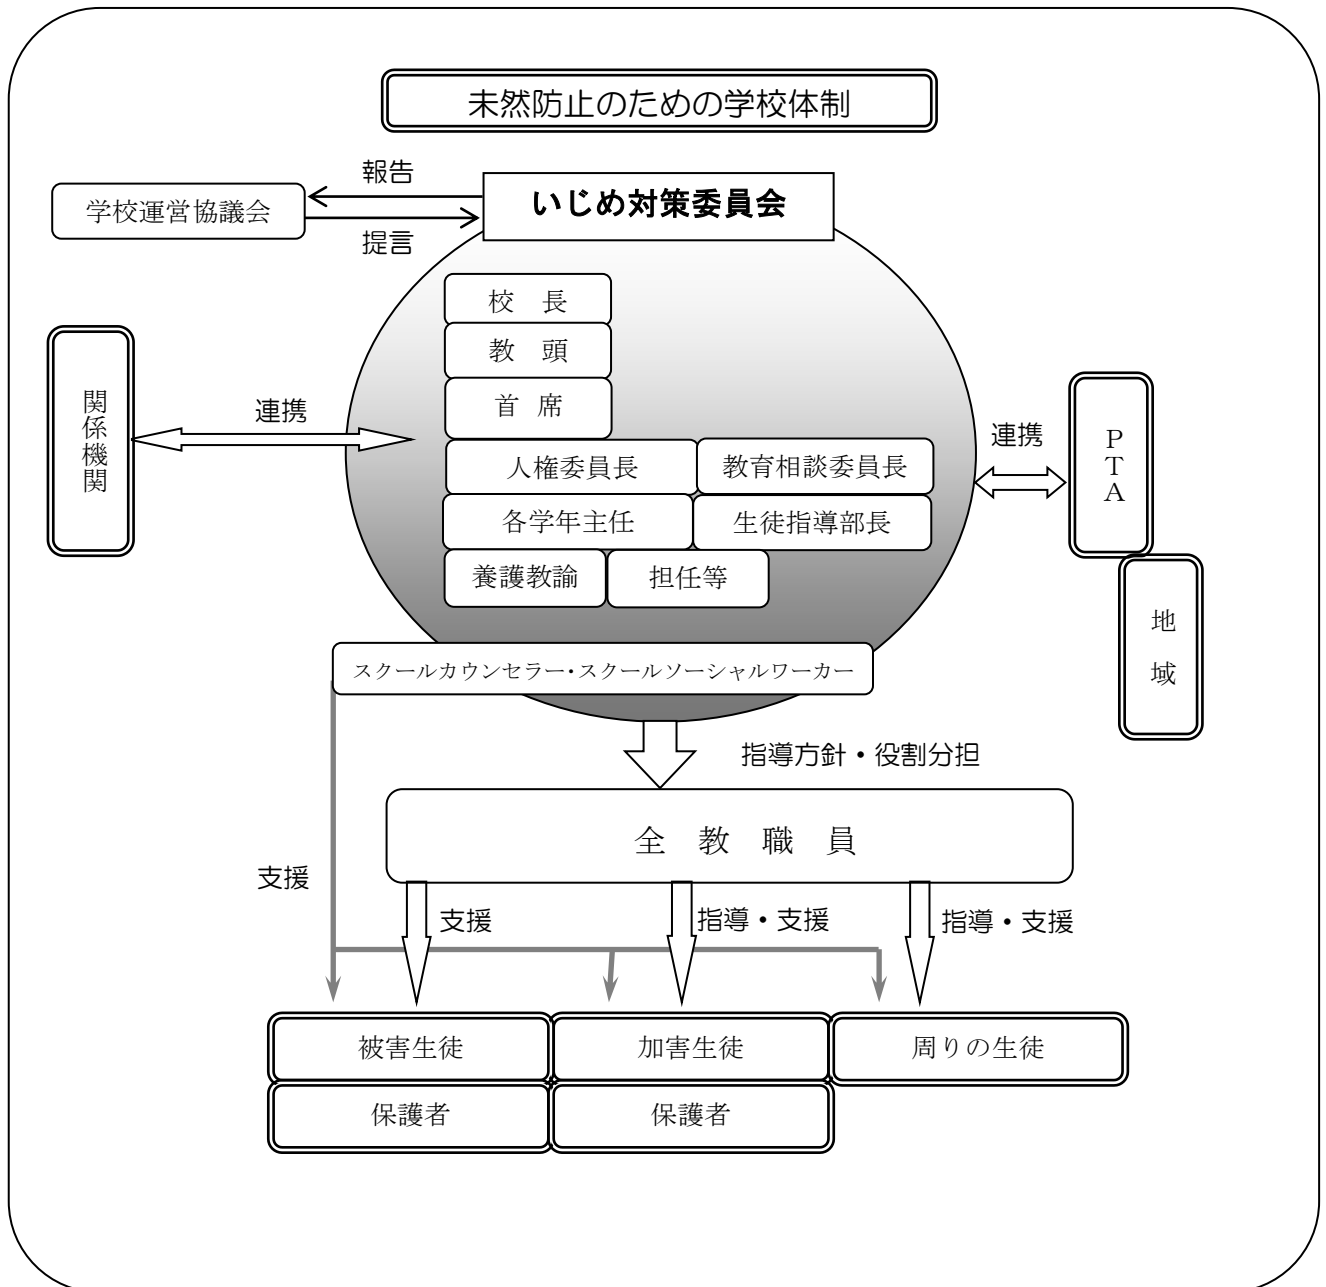 未然防止のための学校体制
報告
学校運営協議会
いじめ対策委員会
提言
校 長
教 頭
首 席
人権委員長
教育相談委員長
各学年主任
生徒指導部長
養護教諭
担任等
スクールカウンセラー・スクールソーシャルワーカー
関係機関
連携
連携
PTA
地域
指導方針・役割分担
全 教 職 員
支援
支援
指導・支援
指導・支援
被害生徒
加害生徒
周りの生徒
保護者
保護者